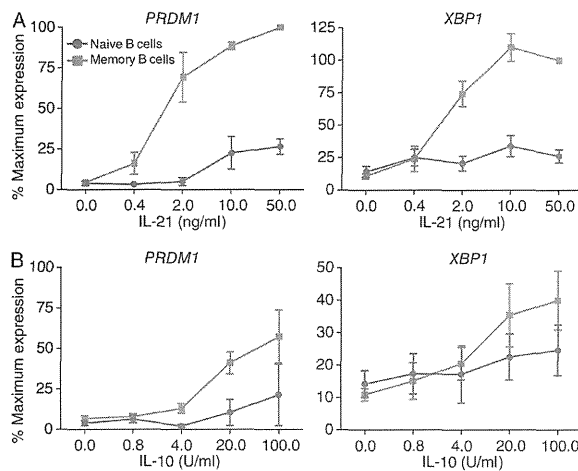 A
PRDM1
XBP1
% Maximum expression
100
75
50
25
0
Naive B cells
Memory B cells
0.0 0.4 2.0 10.0 50.0
IL-21 (ng/ml)
125
100
75
50
25
0
0.0 0.4 2.0 10.0 50.0
IL-21 (ng/ml)
B
PRDM1
XBP1
% Maximum expression
100
75
50
25
0
0.0 0.8 4.0 20.0 100.0
IL-10 (U/ml)
50
40
30
20
10
0
0.0 0.8 4.0 20.0 100.0
IL-10 (U/ml)